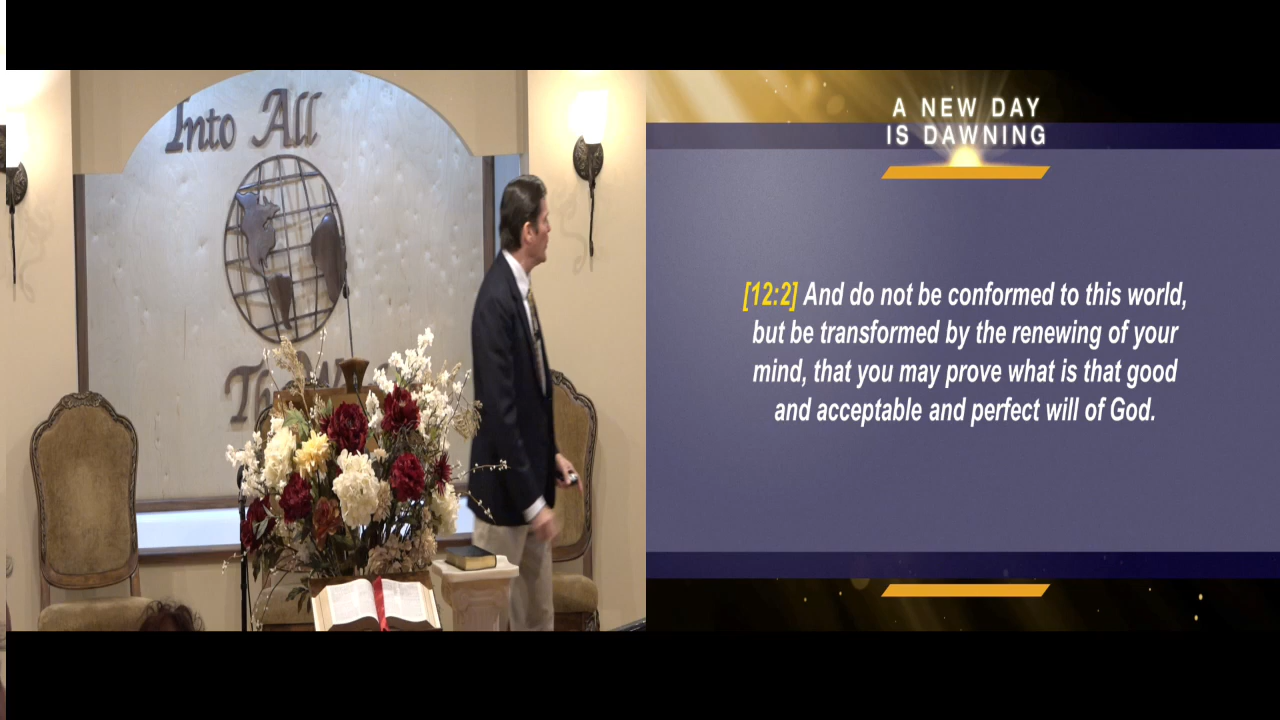 Into All
A NEW DAY
IS DAWNING
[12:2] And do not be conformed to this world,
but be transformed by the renewing of your
mind, that you may prove what is that good
and acceptable and perfect will of God.